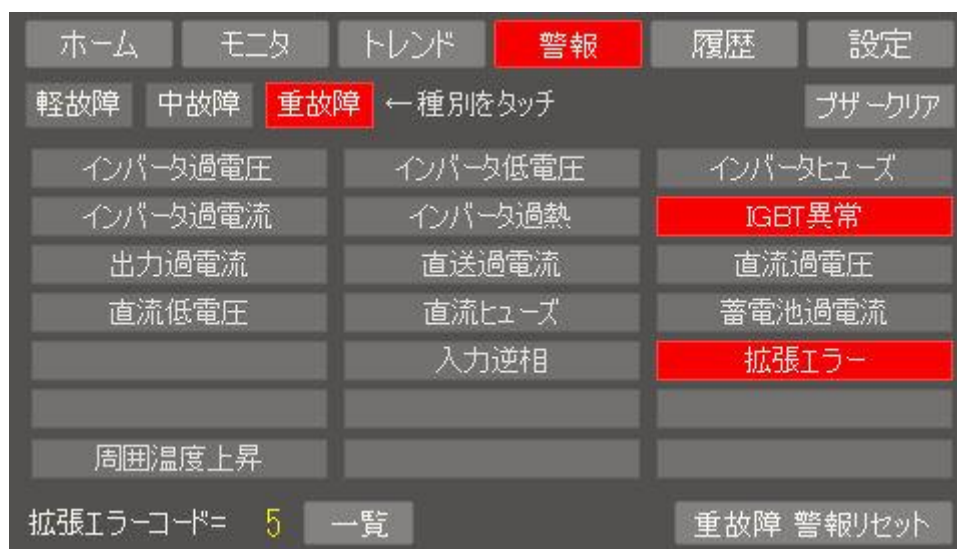 ホーム モニタ トレンド 警報 履歴 設定
軽故障 中故障 重故障 ←種別をタッチ ブザークリア
インバータ過電圧 インバータ低電圧 インバータヒューズ
インバータ過電流 インバータ過熱 IGBT異常
出力過電流 直送過電流 直流過電圧
直流低電圧 直流ヒューズ 蓄電池過電流
入力逆相 拡張エラー
周囲温度上昇
拡張エラーコード= 5 一覧 重故障 警報リセット